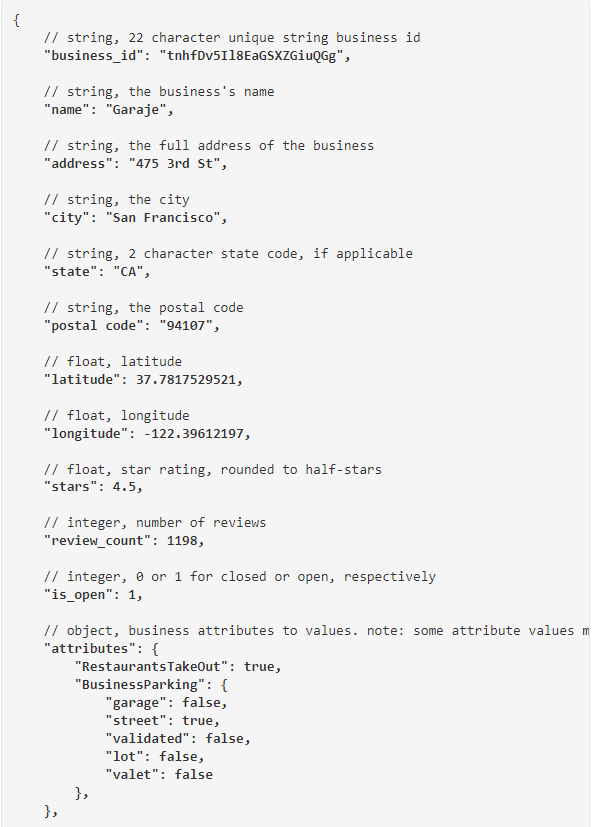 {
// string, 22 character unique string business id
"business_id": "tnhfDv5Il8EaGSXZGiuQGg",
// string, the business's name
"name": "Garaje",
// string, the full address of the business
"address": "475 3rd St",
// string, the city
"city": "San Francisco",
// string, 2 character state code, if applicable
"state": "CA",
// string, the postal code
"postal code": "94107",
// float, latitude
"latitude": 37.7817529521,
// float, longitude
"longitude": -122.39612197,
// float, star rating, rounded to half-stars
"stars": 4.5,
// integer, number of reviews
"review_count": 1198,
// integer, 0 or 1 for closed or open, respectively
"is_open": 1,
// object, business attributes to values. note: some attribute values
"attributes": {
"RestaurantsTakeOut": true,
"BusinessParking": {
"garage": false,
"street": true,
"validated": false,
"lot": false,
"valet": false
},
},